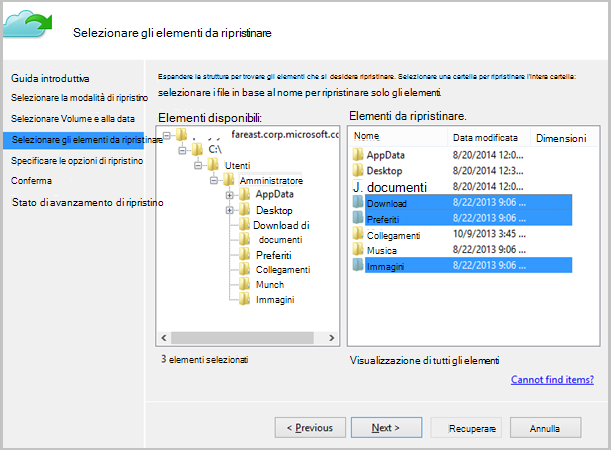 Selezionare gli elementi da ripristinare
Guida introduttiva
Selezionare la modalità di ripristino
Selezionare Volume e alla data
Selezionare gli elementi da ripristinare
Specificare le opzioni di ripristino
Conferma
Stato di avanzamento di ripristino
Espandere la struttura per trovare gli elementi che si desidera ripristinare. Selezionare una cartella per ripristinare l'intera cartella:
selezionare i file in base al nome per ripristinare solo gli elementi.
Elementi disponibili:
fareast.corp.microsoft.cc
C:\
Utenti
Amministratore
AppData
Desktop
Download di
documenti
Preferiti
Collegamenti
Munch
Immagini
3 elementi selezionati
Elementi da ripristinare.
Nome Data modificata Dimensioni
AppData 8/20/2014 12:0...
Desktop 8/20/2014 12:3...
J. documenti 8/22/2013 9:06 ...
Download 8/22/2013 9:06 ...
Preferiti 8/22/2013 9:06 ...
Collegamenti 10/9/2013 3:45 ...
Musica 8/22/2013 9:06 ...
Immagini 8/22/2013 9:06 ...
Visualizzazione di tutti gli elementi
Cannot find items?
< Previous
Next >
Recuperare
Annulla